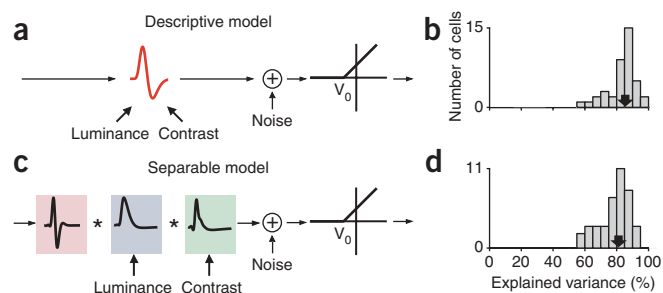 a
Descriptive model
V0
+
Noise
Luminance Contrast
b
Number of cells
15
0
c
Separable model
* *
V0
+
Noise
Luminance
Contrast
d
11
0
0 20 40 60 80 100
Explained variance (%)